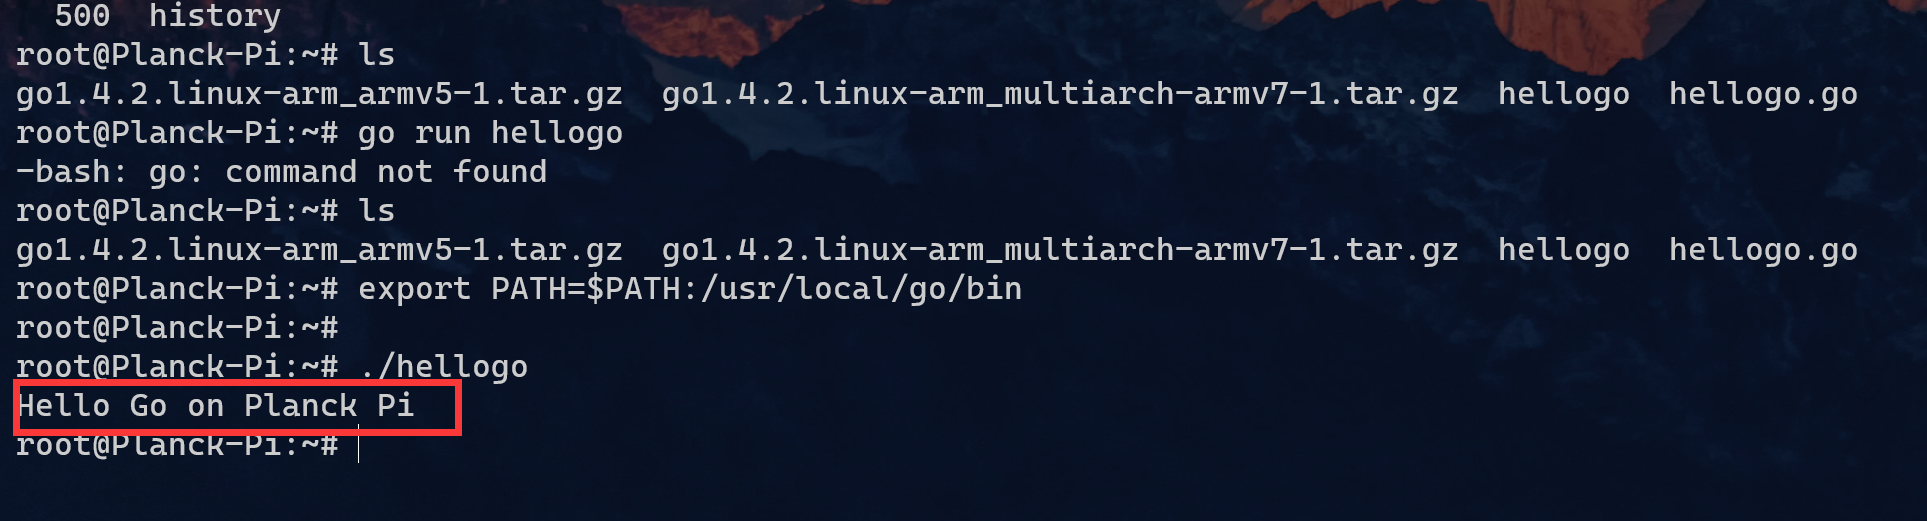 500  history
root@Planck-Pi:~# ls
go1.4.2.linux-arm_armv5-1.tar.gz  go1.4.2.linux-arm_multiarch-armv7-1.tar.gz  hellogo  hellogo.go
root@Planck-Pi:~# go run hellogo
-bash: go: command not found
root@Planck-Pi:~# ls
go1.4.2.linux-arm_armv5-1.tar.gz  go1.4.2.linux-arm_multiarch-armv7-1.tar.gz  hellogo  hellogo.go
root@Planck-Pi:~# export PATH=$PATH:/usr/local/go/bin
root@Planck-Pi:~#
root@Planck-Pi:~# ./hellogo
Hello Go on Planck Pi
root@Planck-Pi:~#